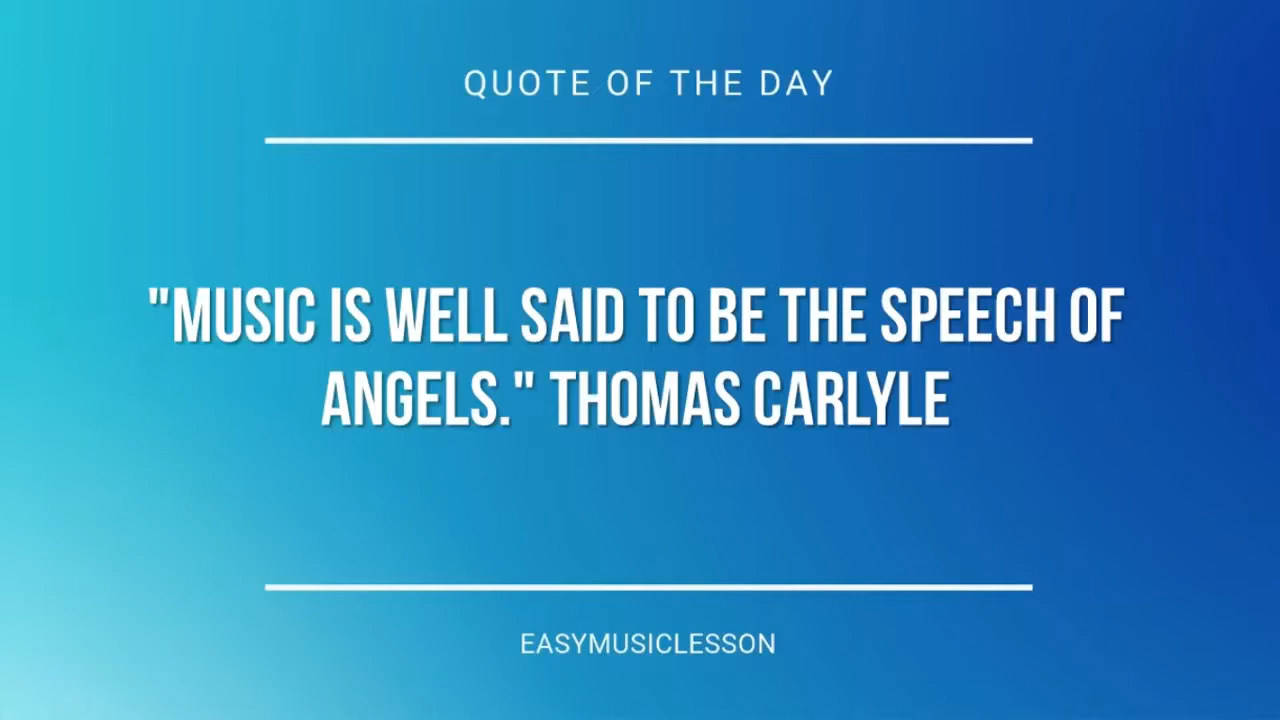 QUOTE OF THE DAY
"MUSIC IS WELL SAID TO BE THE SPEECH OF
ANGELS." THOMAS CARLYLE
EASYMUSICLESSON